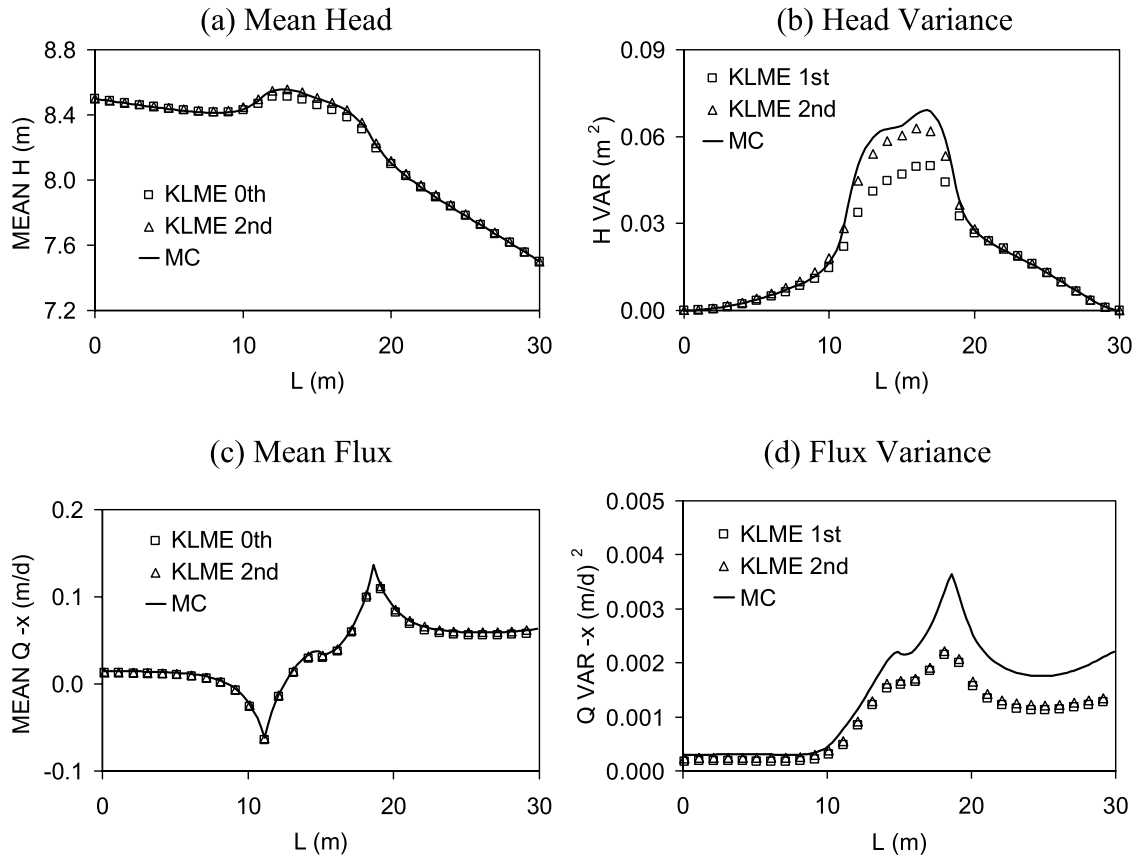 (a) Mean Head
8.8
8.4
8.0
7.6
7.2
MEAN H (m)
KLME 0th
KLME 2nd
MC
0 10 20 30
L (m)
(b) Head Variance
0.09
0.06
0.03
0.00
H VAR (m²)
KLME 1st
KLME 2nd
MC
0 10 20 30
L (m)
(c) Mean Flux
0.2
0.1
0.0
-0.1
MEAN Q -x (m/d)
KLME 0th
KLME 2nd
MC
0 10 20 30
L (m)
(d) Flux Variance
0.005
0.004
0.003
0.002
0.001
0.000
Q VAR -x (m/d) ²
KLME 1st
KLME 2nd
MC
0 10 20 30
L (m)